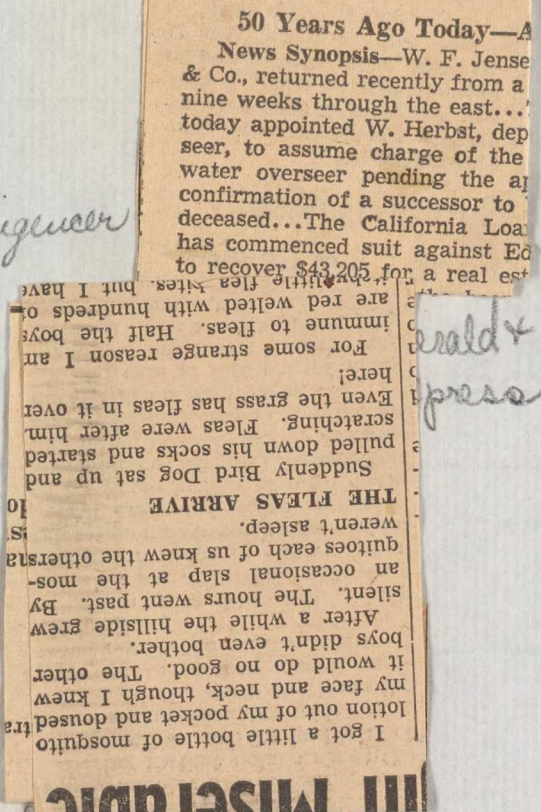 50 Years Ago Today—A
News Synopsis—W. F. Jense
& Co., returned recently from a
nine weeks through the east...
today appointed W. Herbst, dep
seer, to assume charge of the
water overseer pending the ap
confirmation of a successor to
deceased...The California Loa
has commenced suit against Ed
to recover $43,205 for a real est
igencer
erald &
press
in Miserable
I got a little bottle of mosquito
lotion out of my pocket and doused
my face and neck, though I knew
it would do no good. The other
boys didn't even bother.
After a while the hillside grew
silent. The hours went past. By
an occasional slap at the mos-
quitoes each of us knew the others
weren't asleep.
THE FLEAS ARRIVE
Suddenly Bird Dog sat up and
pulled down his socks and started
scratching. Fleas were after him.
Even the grass has fleas in it over
here!
For some strange reason I am
immune to fleas. Half the boys
are red welted with hundreds of
itchy little flea bites, but I have